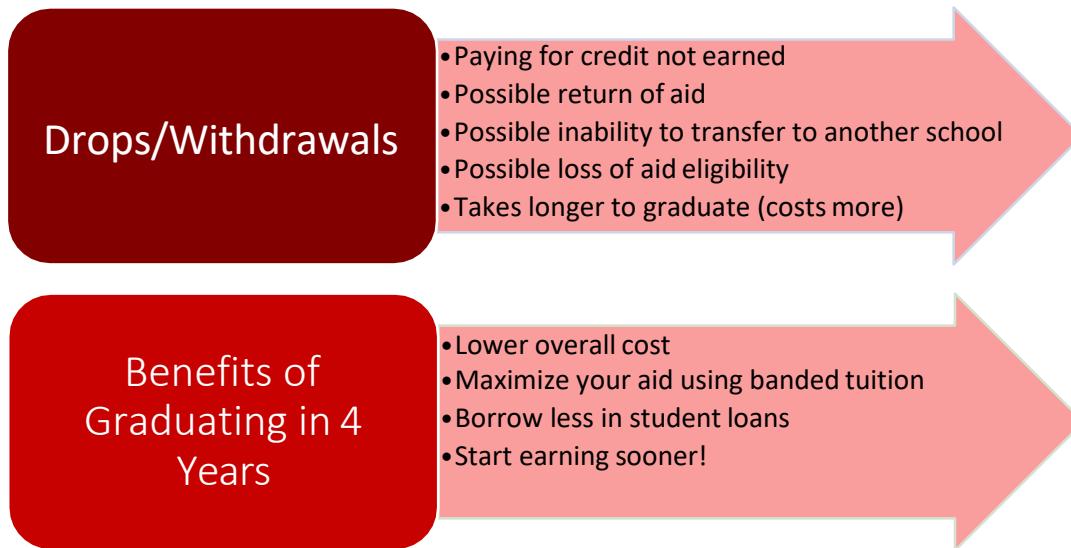 Drops/Withdrawals
•Paying for credit not earned
•Possible return of aid
•Possible inability to transfer to another school
•Possible loss of aid eligibility
•Takes longer to graduate (costs more)
Benefits of
Graduating in 4
Years
•Lower overall cost
•Maximize your aid using banded tuition
•Borrow less in student loans
•Start earning sooner!